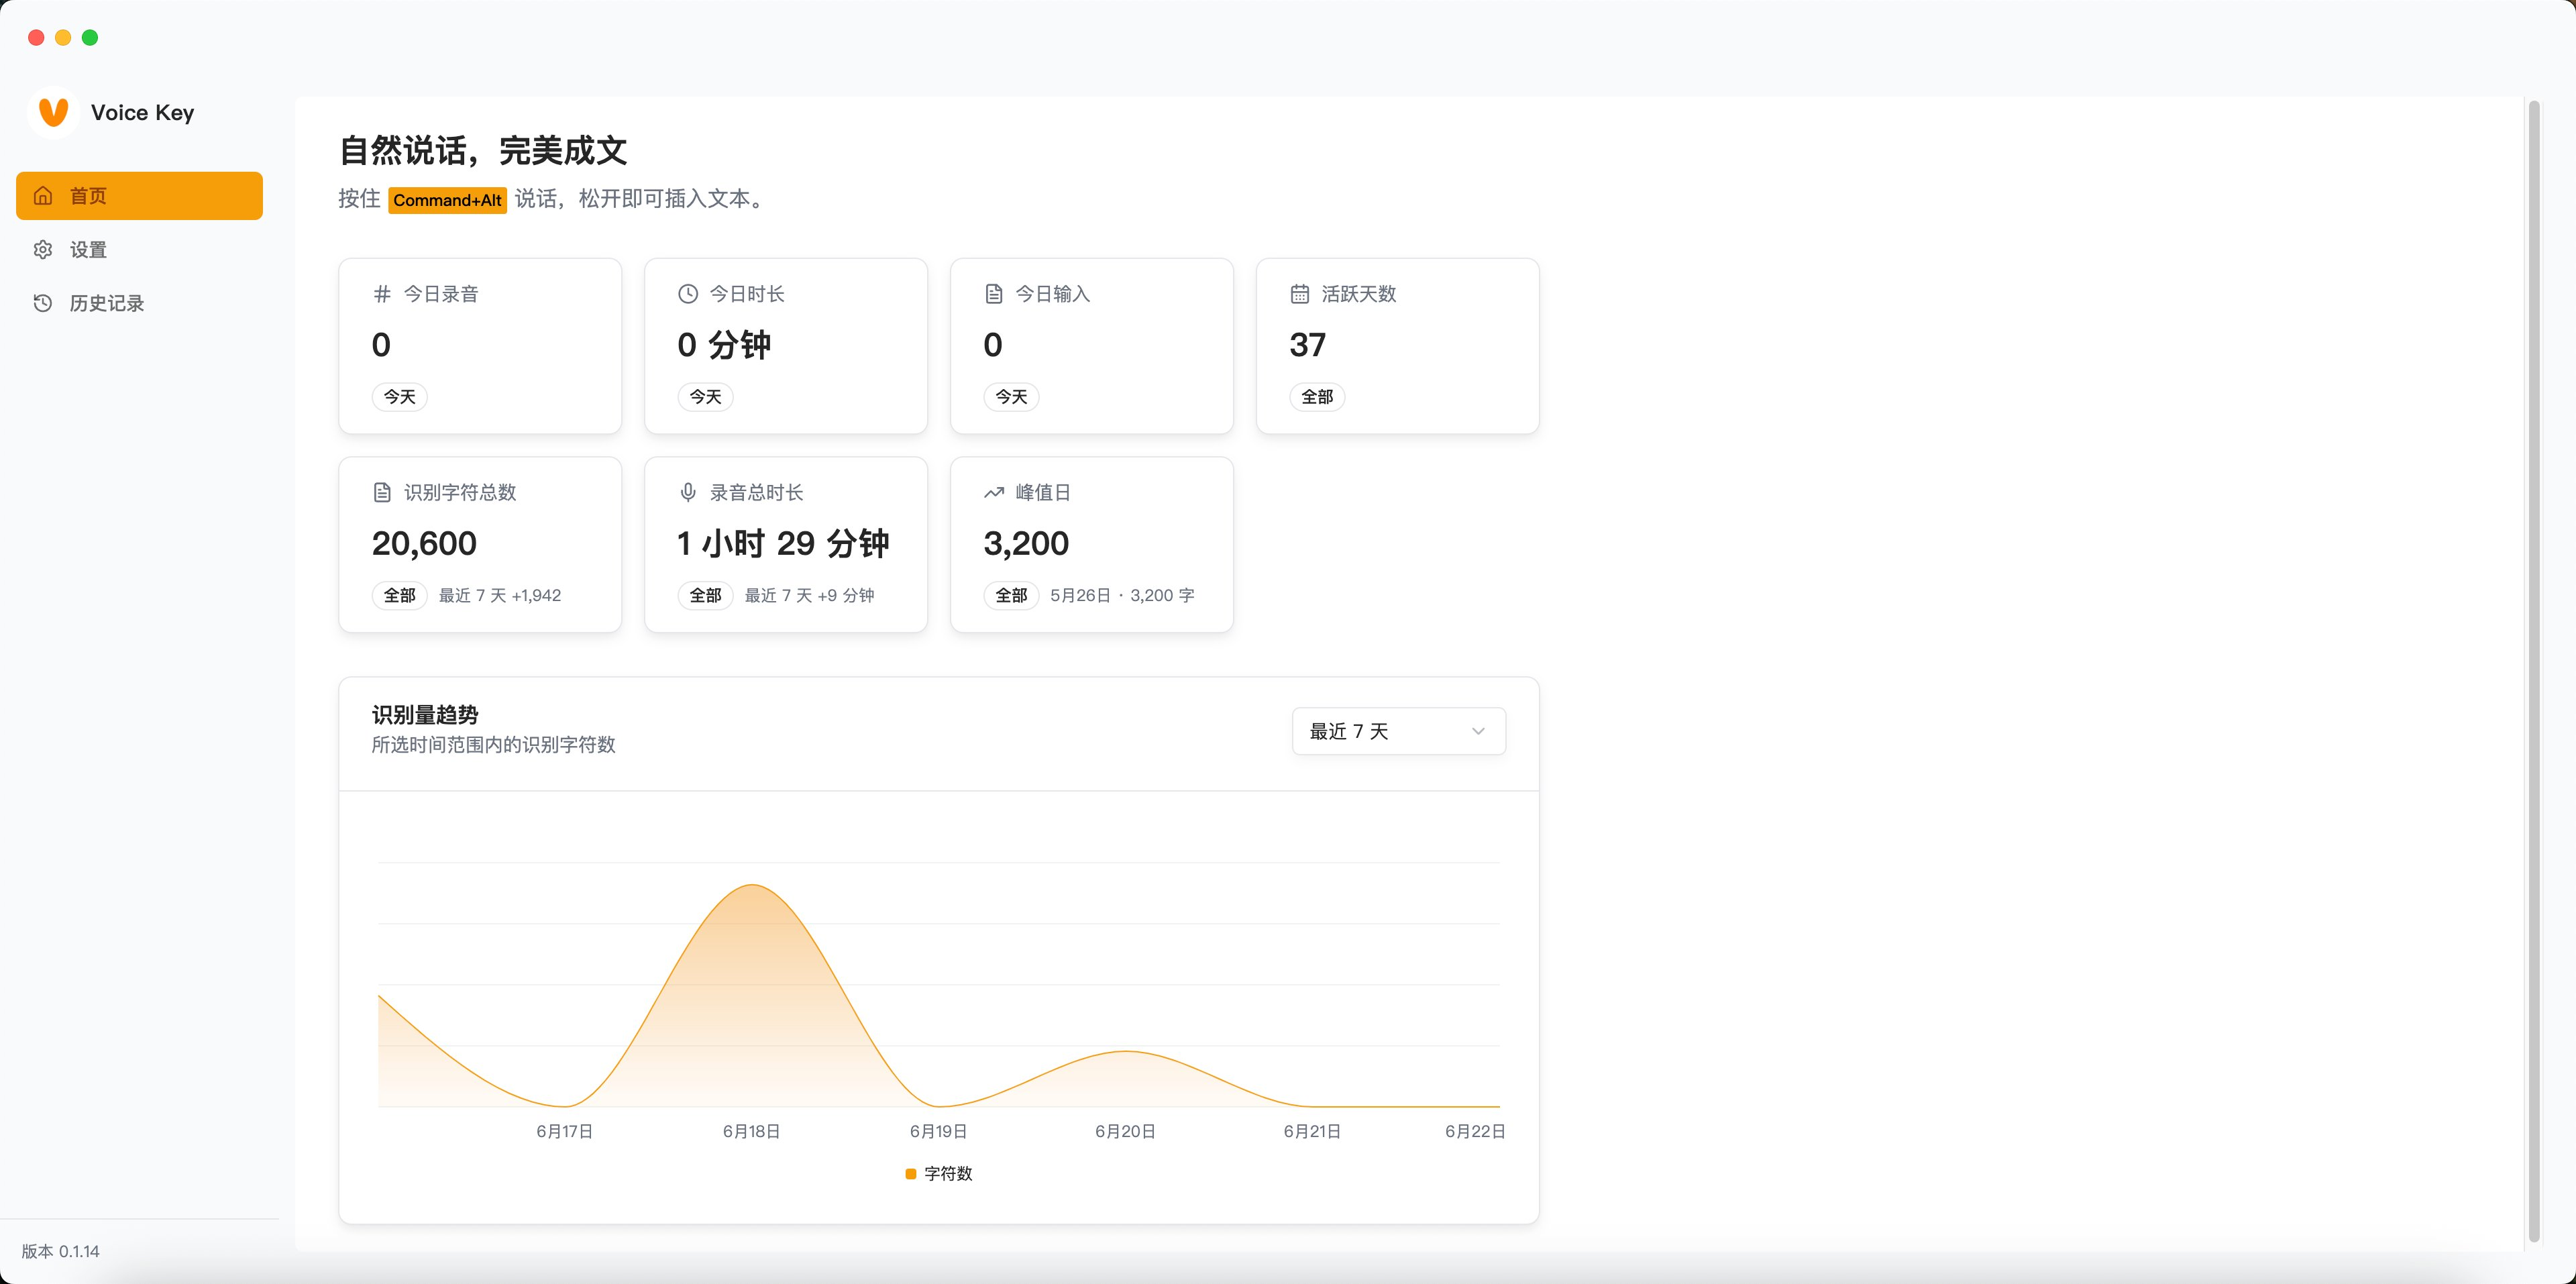 Voice Key
首页
设置
历史记录
版本 0.1.14
自然说话，完美成文
按住 Command+Alt 说话，松开即可插入文本。
今日录音
0
今天
今日时长
0 分钟
今天
今日输入
0
今天
活跃天数
37
全部
识别字符总数
20,600
全部 最近 7 天 +1,942
录音总时长
1 小时 29 分钟
全部 最近 7 天 +9 分钟
峰值日
3,200
全部 5月26日 · 3,200 字
识别量趋势
所选时间范围内的识别字符数
最近 7 天
6月17日 6月18日 6月19日 6月20日 6月21日 6月22日
字符数